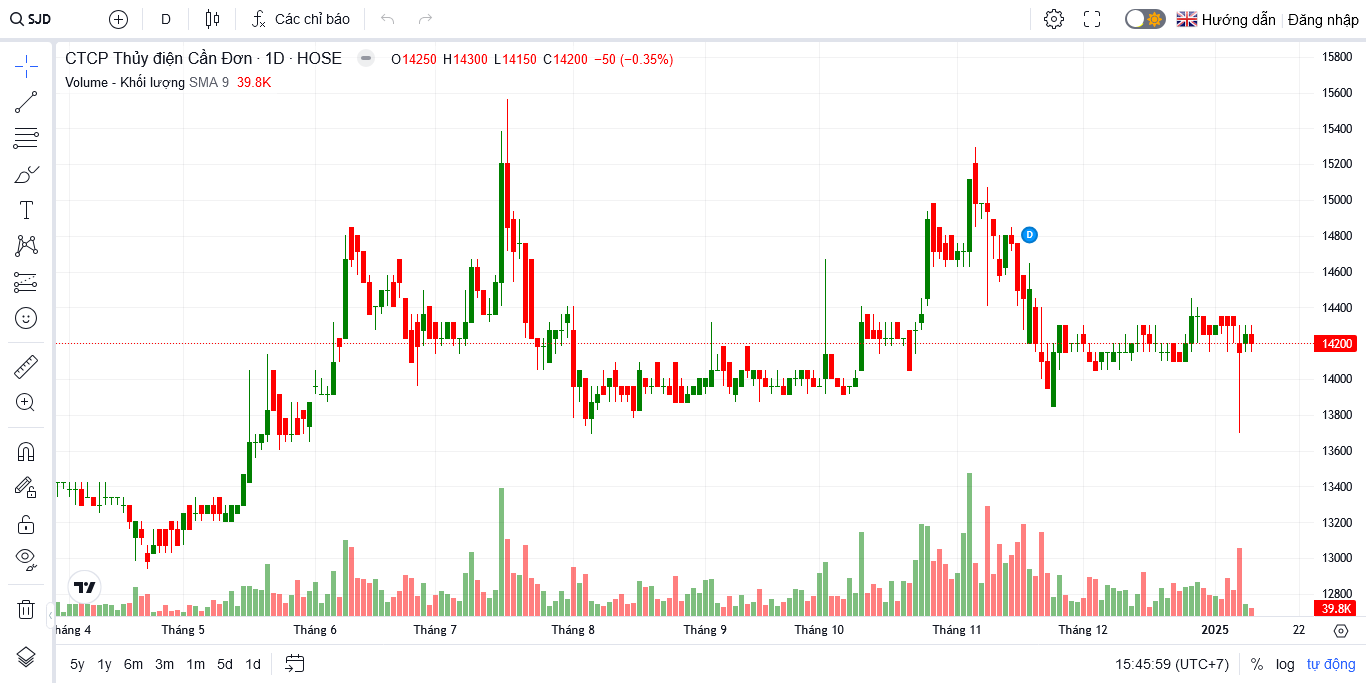 SJD D Các chỉ báo Hướng dẫn Đăng nhập
CTCP Thủy điện Cần Đơn · 1D · HOSE O14250 H14300 L14150 C14200 −50 (−0.35%)
Volume - Khối lượng SMA 9 39.8K
15800
15600
15400
15200
15000
14800
D
14600
14400
14200
14000
13800
13600
13400
13200
13000
12800
39.8K
háng 4 Tháng 5 Tháng 6 Tháng 7 Tháng 8 Tháng 9 Tháng 10 Tháng 11 Tháng 12 2025 22
5y 1y 6m 3m 1m 5d 1d 15:45:59 (UTC+7) % log tự động